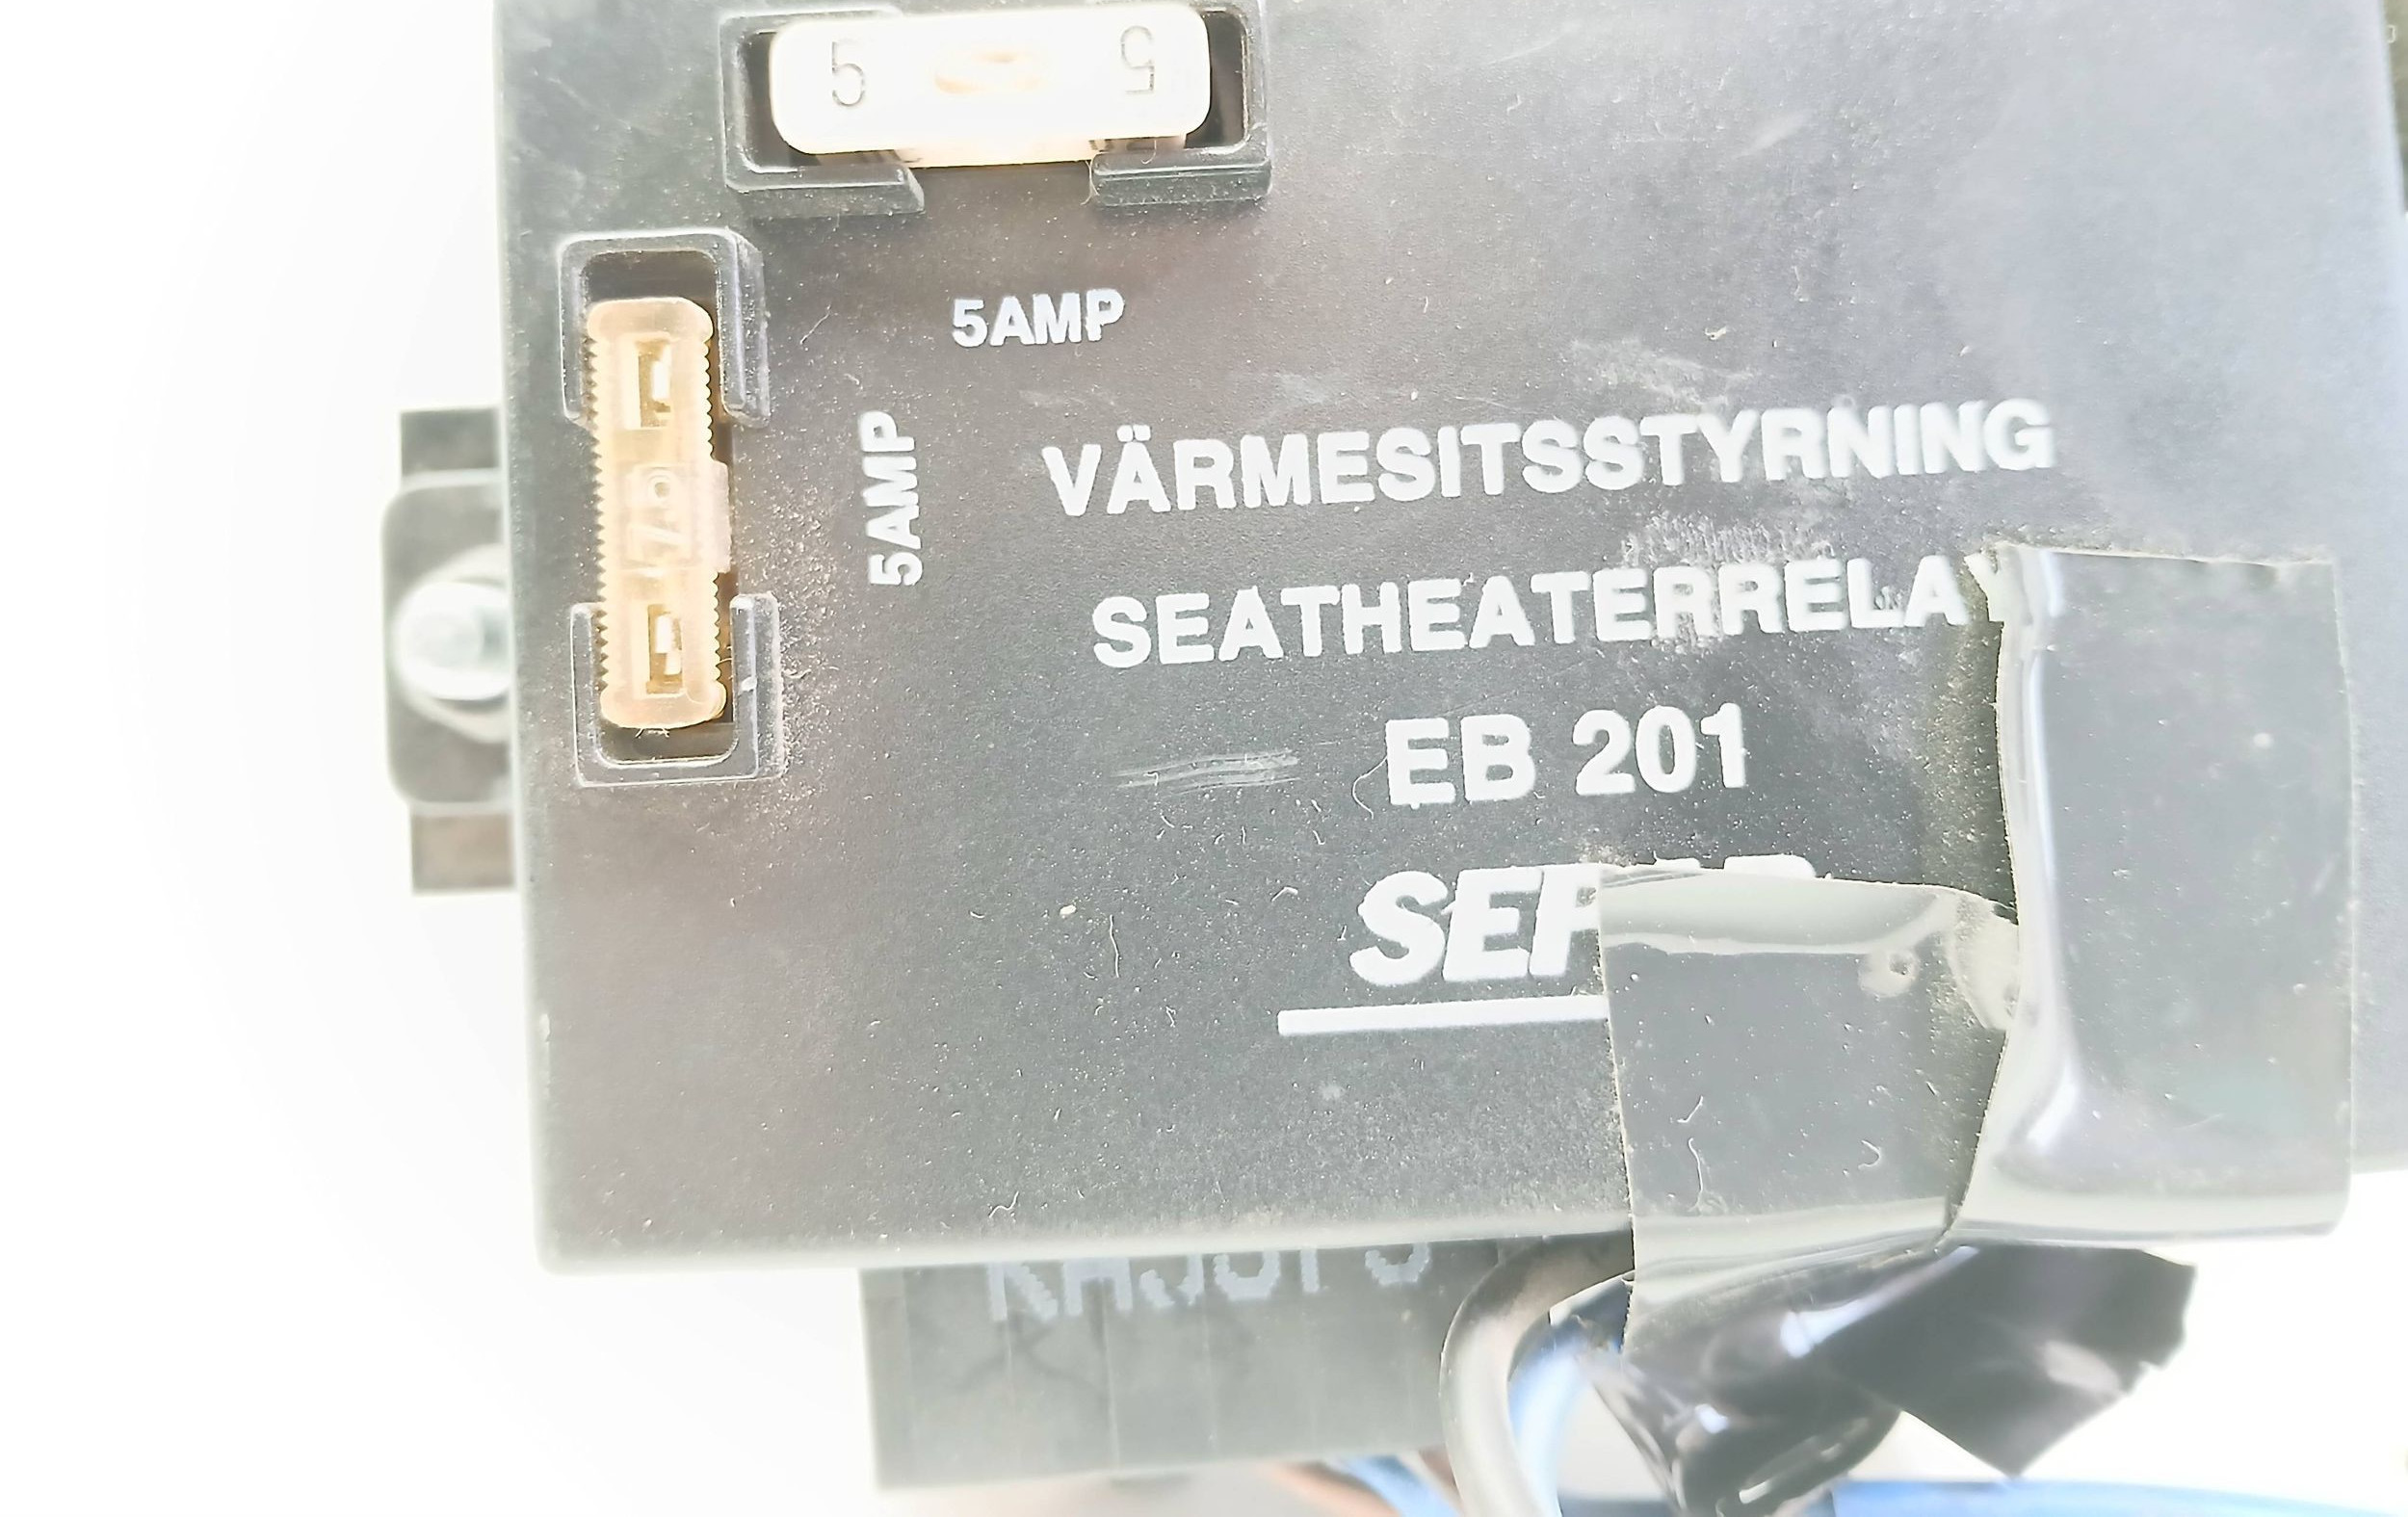 5 5
5AMP
5AMP
VÄRMESITSSTYRNING
SEATHEATERRELAY
EB 201